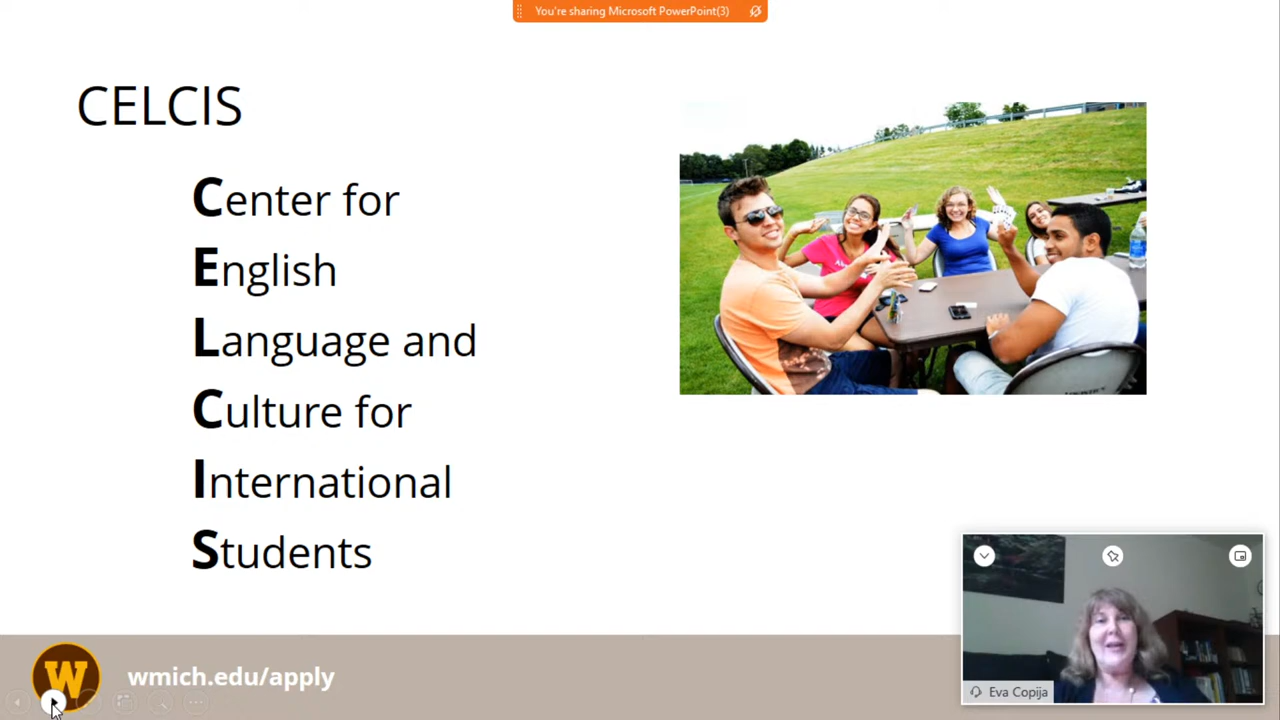 You're sharing Microsoft PowerPoint(3)
CELCIS
Center for
English
Language and
Culture for
International
Students
W
wmich.edu/apply
Eva Copija